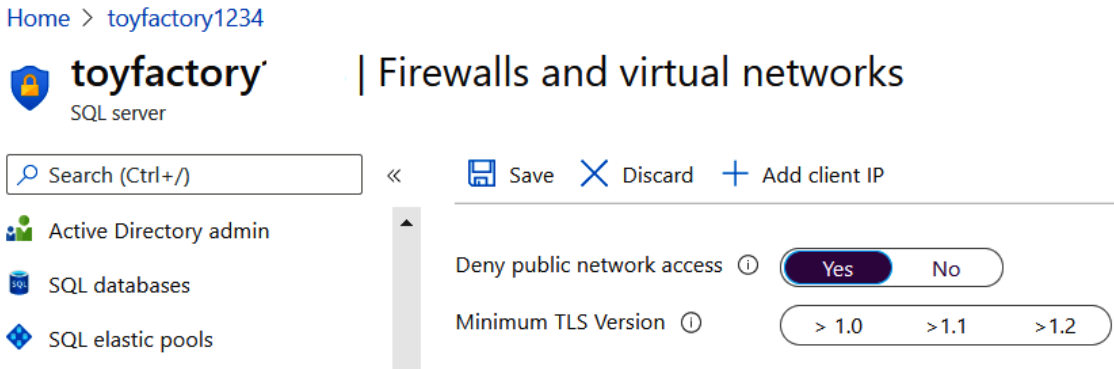 Home > toyfactory1234
toyfactory | Firewalls and virtual networks
SQL server
Search (Ctrl+/)
«
Save
Discard
Add client IP
Active Directory admin
SQL databases
SQL elastic pools
Deny public network access Yes No
Minimum TLS Version > 1.0 >1.1 >1.2